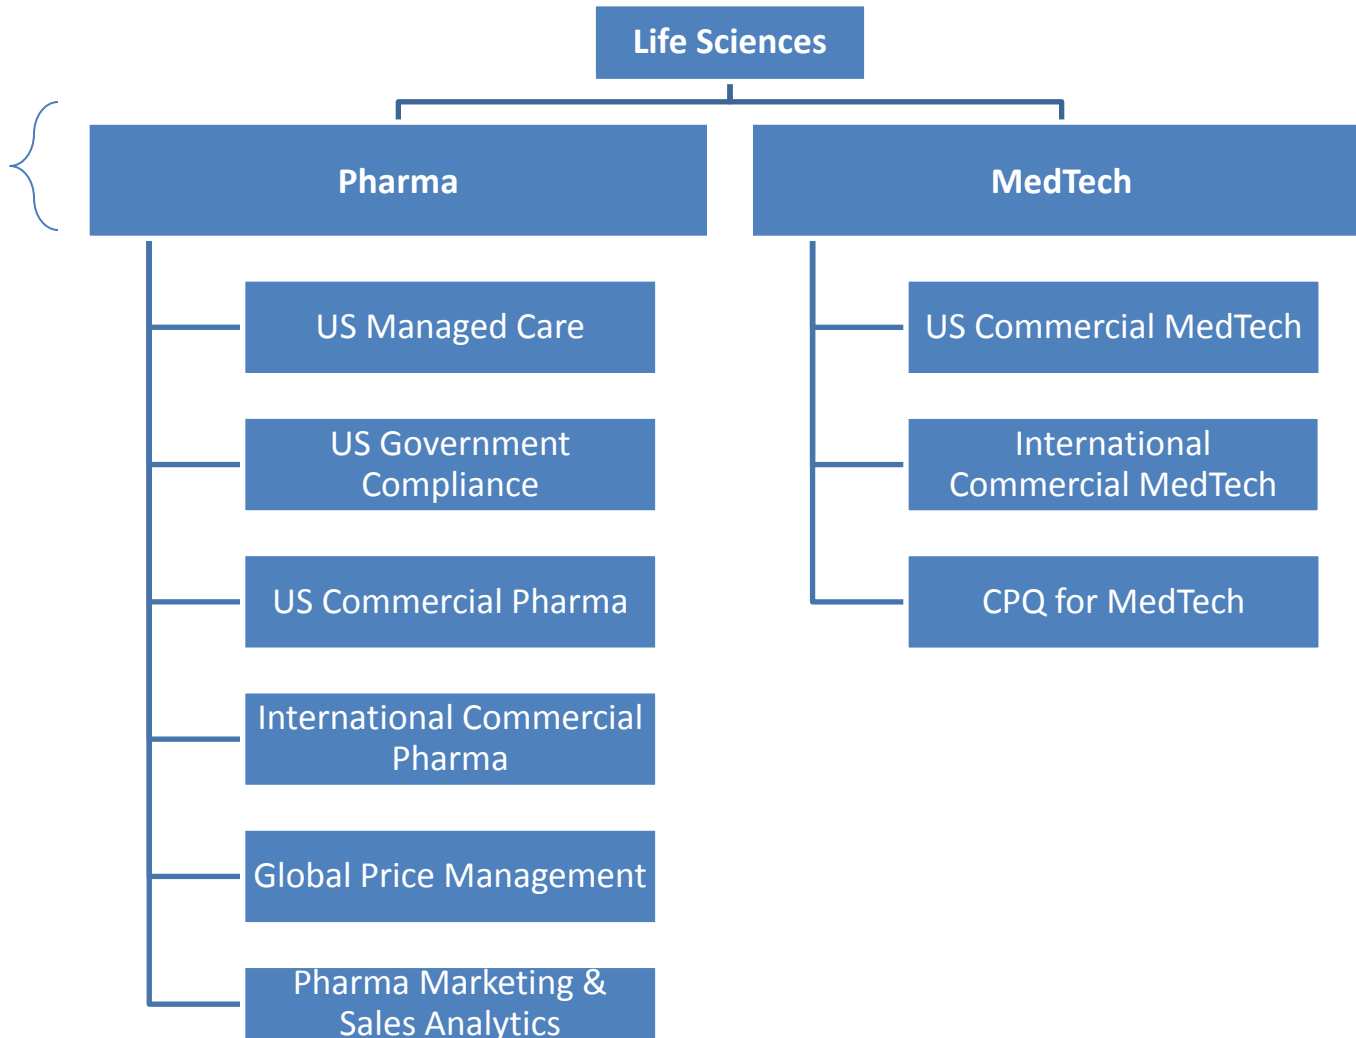 Life Sciences
Pharma
MedTech
US Managed Care
US Government
Compliance
US Commercial Pharma
International Commercial
Pharma
Global Price Management
Pharma Marketing &
Sales Analytics
US Commercial MedTech
International
Commercial MedTech
CPQ for MedTech